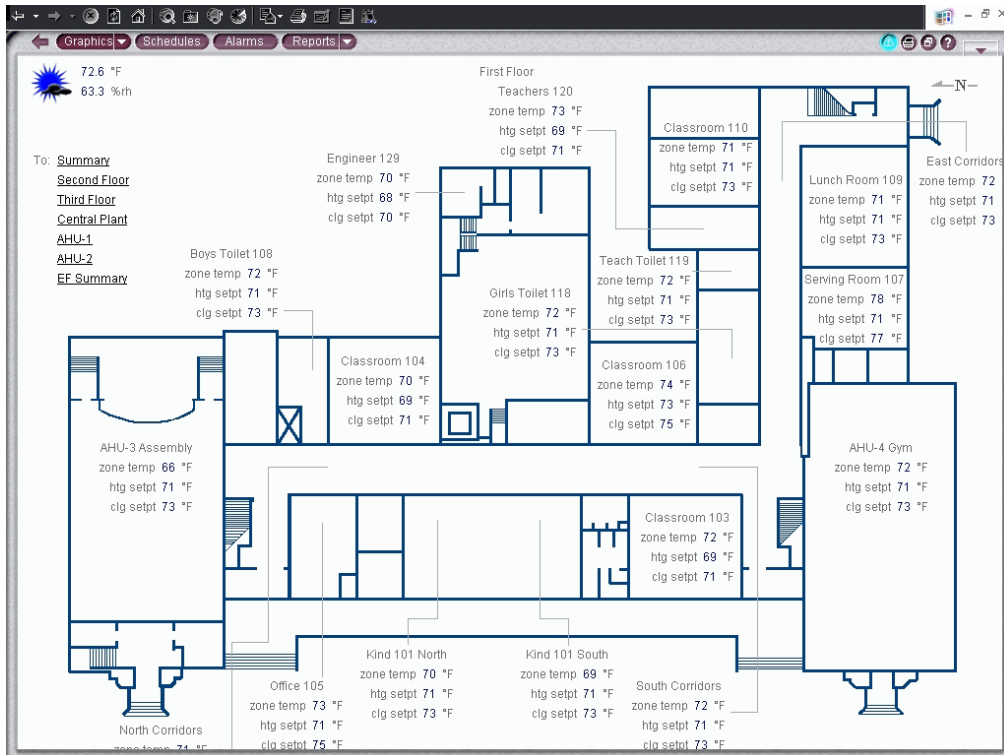 Graphics
Schedules
Alarms
Reports
72.6 °F
63.3 %rh
To: Summary
Second Floor
Third Floor
Central Plant
AHU-1
AHU-2
EF Summary
First Floor
N
Teachers 120
zone temp 73 °F
htg setpt 69 °F
clg setpt 71 °F
Classroom 110
zone temp 71 °F
htg setpt 71 °F
clg setpt 73 °F
East Corridors
zone temp 72
htg setpt 71
clg setpt 73
Engineer 129
zone temp 70 °F
htg setpt 68 °F
clg setpt 70 °F
Lunch Room 109
zone temp 71 °F
htg setpt 71 °F
clg setpt 73 °F
Boys Toilet 108
zone temp 72 °F
htg setpt 71 °F
clg setpt 73 °F
Teach Toilet 119
zone temp 72 °F
htg setpt 71 °F
clg setpt 73 °F
Girls Toilet 118
zone temp 72 °F
htg setpt 71 °F
clg setpt 73 °F
Serving Room 107
zone temp 78 °F
htg setpt 71 °F
clg setpt 77 °F
Classroom 104
zone temp 70 °F
htg setpt 69 °F
clg setpt 71 °F
Classroom 106
zone temp 74 °F
htg setpt 73 °F
clg setpt 75 °F
AHU-3 Assembly
zone temp 66 °F
htg setpt 71 °F
clg setpt 73 °F
AHU-4 Gym
zone temp 72 °F
htg setpt 71 °F
clg setpt 73 °F
Classroom 103
zone temp 72 °F
htg setpt 69 °F
clg setpt 71 °F
Kind 101 North
zone temp 70 °F
htg setpt 71 °F
clg setpt 73 °F
Kind 101 South
zone temp 69 °F
htg setpt 71 °F
clg setpt 73 °F
Office 105
zone temp 73 °F
htg setpt 71 °F
clg setpt 75 °F
South Corridors
zone temp 72 °F
htg setpt 71 °F
clg setpt 73 °F
North Corridors
zone temp 71 °F